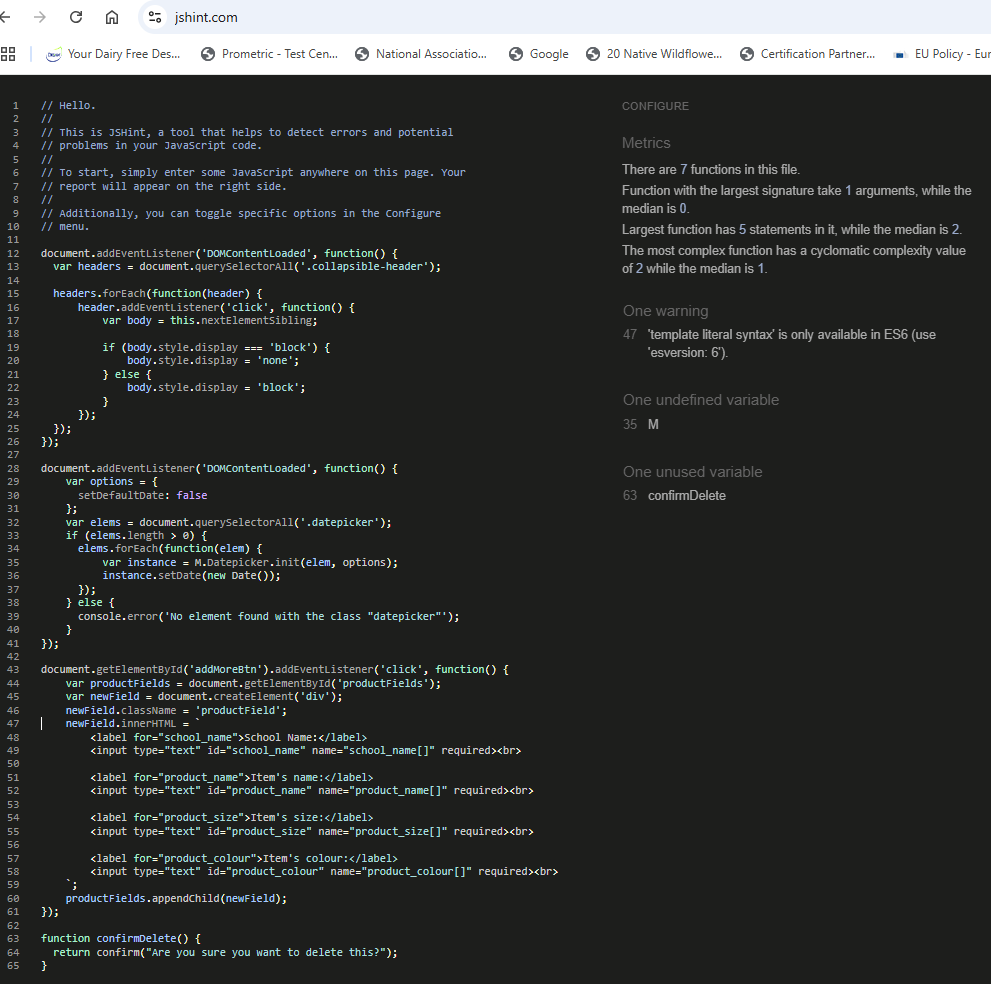 jshint.com
Your Dairy Free Des...
Prometric - Test Cen...
National Associatio...
Google
20 Native Wildflowe...
Certification Partner...
EU Policy - Eur
1 // Hello.
2 //
3 // This is JSHint, a tool that helps to detect errors and potential
4 // problems in your JavaScript code.
5 //
6 // To start, simply enter some JavaScript anywhere on this page. Your
7 // report will appear on the right side.
8 //
9 // Additionally, you can toggle specific options in the Configure
10 // menu.
11
12 document.addEventListener('DOMContentLoaded', function() {
13   var headers = document.querySelectorAll('.collapsible-header');
14
15   headers.forEach(function(header) {
16       header.addEventListener('click', function() {
17           var body = this.nextElementSibling;
18
19           if (body.style.display === 'block') {
20               body.style.display = 'none';
21           } else {
22               body.style.display = 'block';
23           }
24       });
25   });
26 });
27
28 document.addEventListener('DOMContentLoaded', function() {
29     var options = {
30       setDefaultDate: false
31     };
32     var elems = document.querySelectorAll('.datepicker');
33     if (elems.length > 0) {
34       elems.forEach(function(elem) {
35           var instance = M.Datepicker.init(elem, options);
36           instance.setDate(new Date());
37       });
38     } else {
39       console.error('No element found with the class "datepicker"');
40     }
41 });
42
43 document.getElementById('addMoreBtn').addEventListener('click', function() {
44     var productFields = document.getElementById('productFields');
45     var newField = document.createElement('div');
46     newField.className = 'productField';
47     newField.innerHTML = `
48         <label for="school_name">School Name:</label>
49         <input type="text" id="school_name" name="school_name[]" required><br>
50
51         <label for="product_name">Item's name:</label>
52         <input type="text" id="product_name" name="product_name[]" required><br>
53
54         <label for="product_size">Item's size:</label>
55         <input type="text" id="product_size" name="product_size[]" required><br>
56
57         <label for="product_colour">Item's colour:</label>
58         <input type="text" id="product_colour" name="product_colour[]" required><br>
59     `;
60     productFields.appendChild(newField);
61 });
62
63 function confirmDelete() {
64   return confirm("Are you sure you want to delete this?");
65 }
CONFIGURE
Metrics
There are 7 functions in this file.
Function with the largest signature take 1 arguments, while the
median is 0.
Largest function has 5 statements in it, while the median is 2.
The most complex function has a cyclomatic complexity value
of 2 while the median is 1.
One warning
47 'template literal syntax' is only available in ES6 (use
'esversion: 6').
One undefined variable
35 M
One unused variable
63 confirmDelete